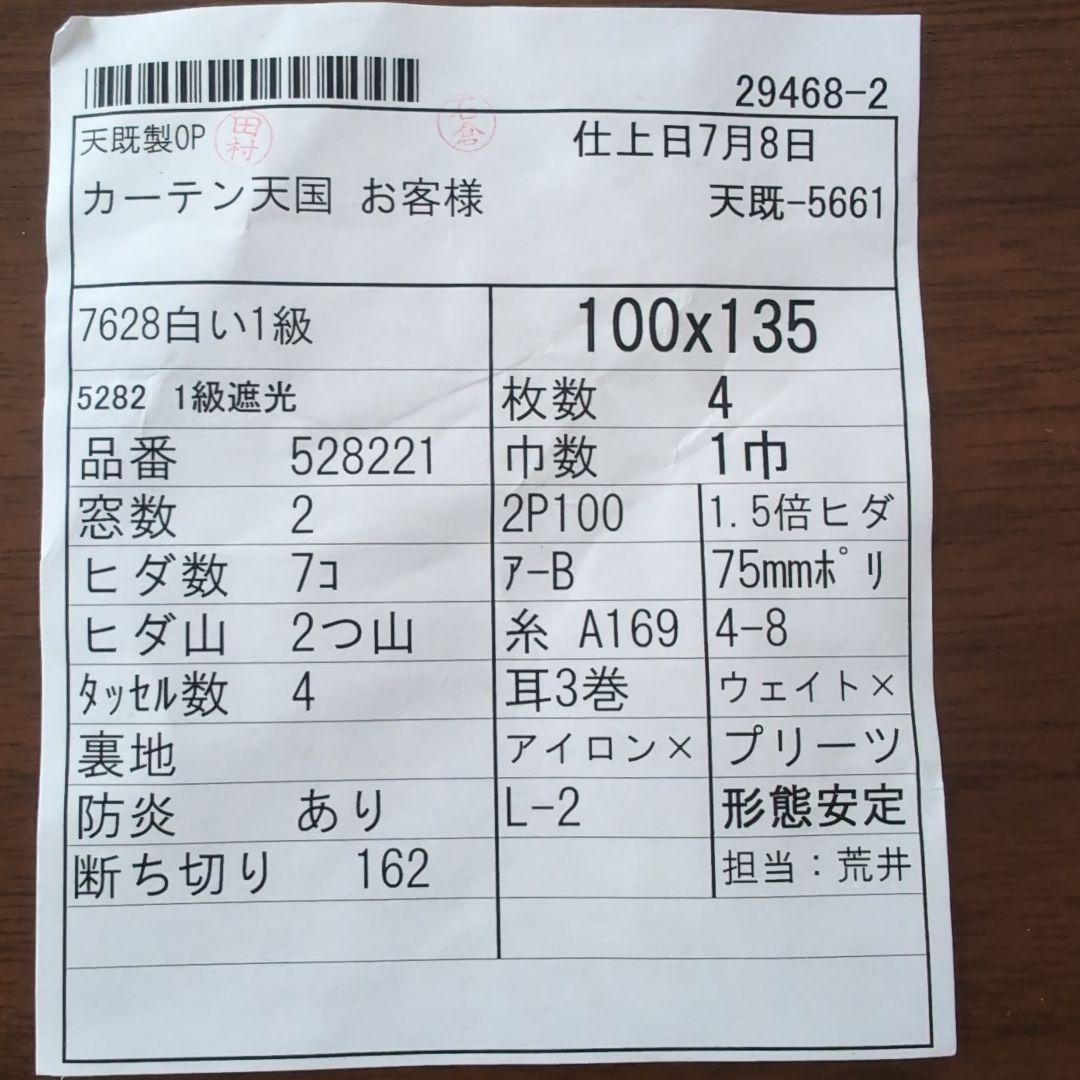 29468-2
天既製OP 田村 石倉 仕上日7月8日
カーテン天国 お客様 天既-5661
7628白い1級 100x135
5282 1級遮光 枚数 4
品番 528221 巾数 1巾
窓数 2 2P100 1.5倍ヒダ
ヒダ数 7コ ｱｰB 75mmﾎﾟﾘ
ヒダ山 2つ山 糸 A169 4-8
ﾀｯｾﾙ数 4 耳3巻 ウェイト×
裏地 アイロン× プリーツ
防炎 あり L-2 形態安定
断ち切り 162 担当：荒井